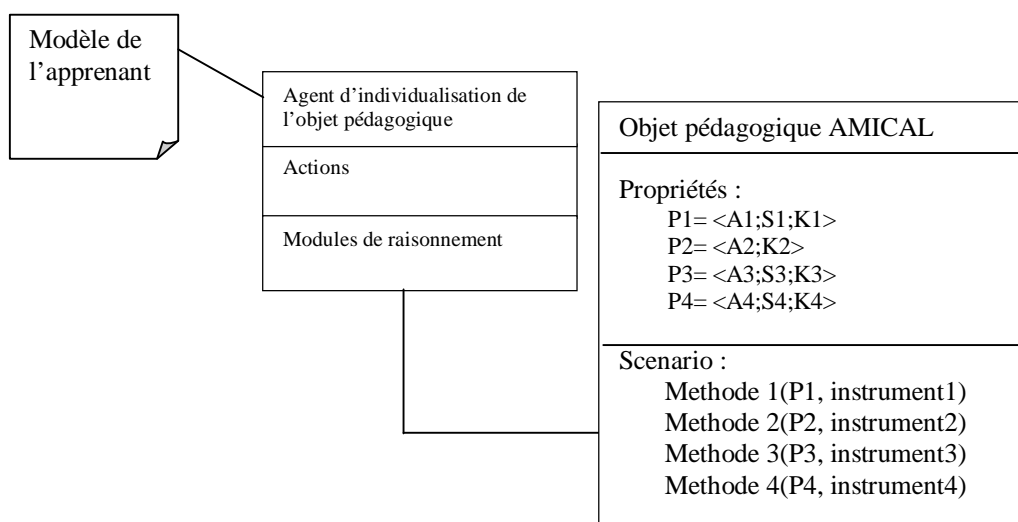 Modèle de
l’apprenant
Agent d’individualisation de
l’objet pédagogique
Actions
Modules de raisonnement
Objet pédagogique AMICAL
Propriétés :
P1= <A1;S1;K1>
P2= <A2;K2>
P3= <A3;S3;K3>
P4= <A4;S4;K4>
Scenario :
Methode 1(P1, instrument1)
Methode 2(P2, instrument2)
Methode 3(P3, instrument3)
Methode 4(P4, instrument4)